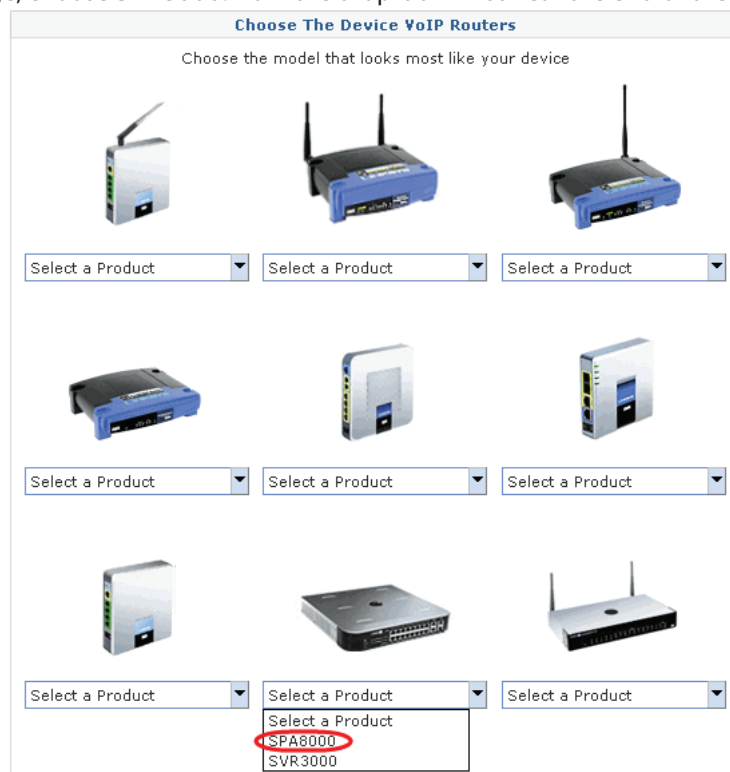 Choose The Device VoIP Routers
Choose the model that looks most like your device
Select a Product Select a Product Select a Product
Select a Product Select a Product Select a Product
Select a Product Select a Product Select a Product
Select a Product
SPA8000
SVR3000